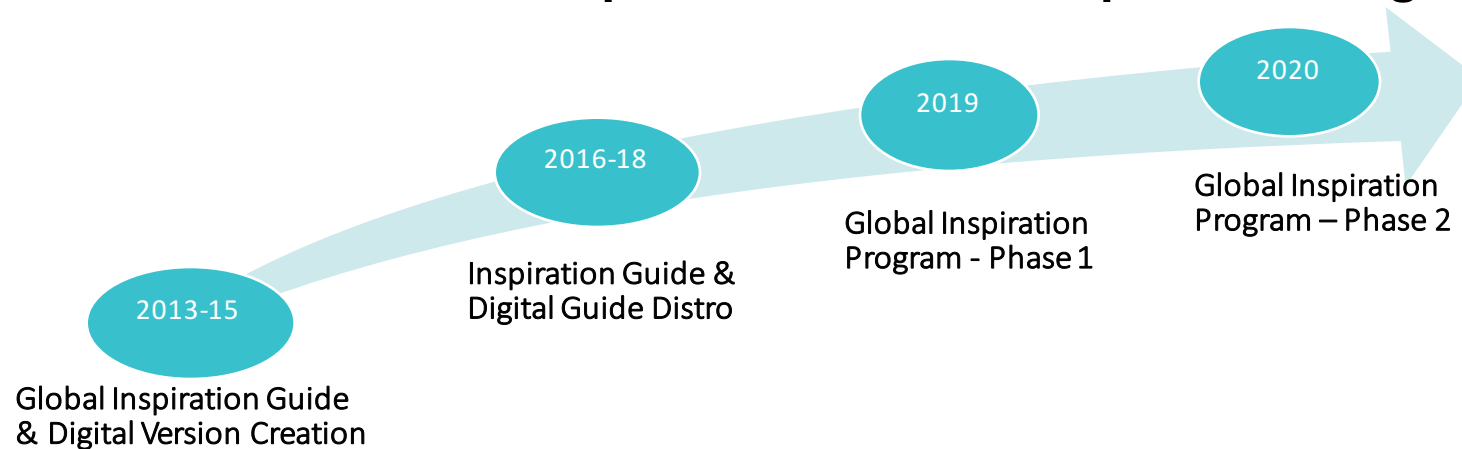 2013-15
Global Inspiration Guide
& Digital Version Creation
2016-18
Inspiration Guide &
Digital Guide Distro
2019
Global Inspiration
Program - Phase 1
2020
Global Inspiration
Program – Phase 2